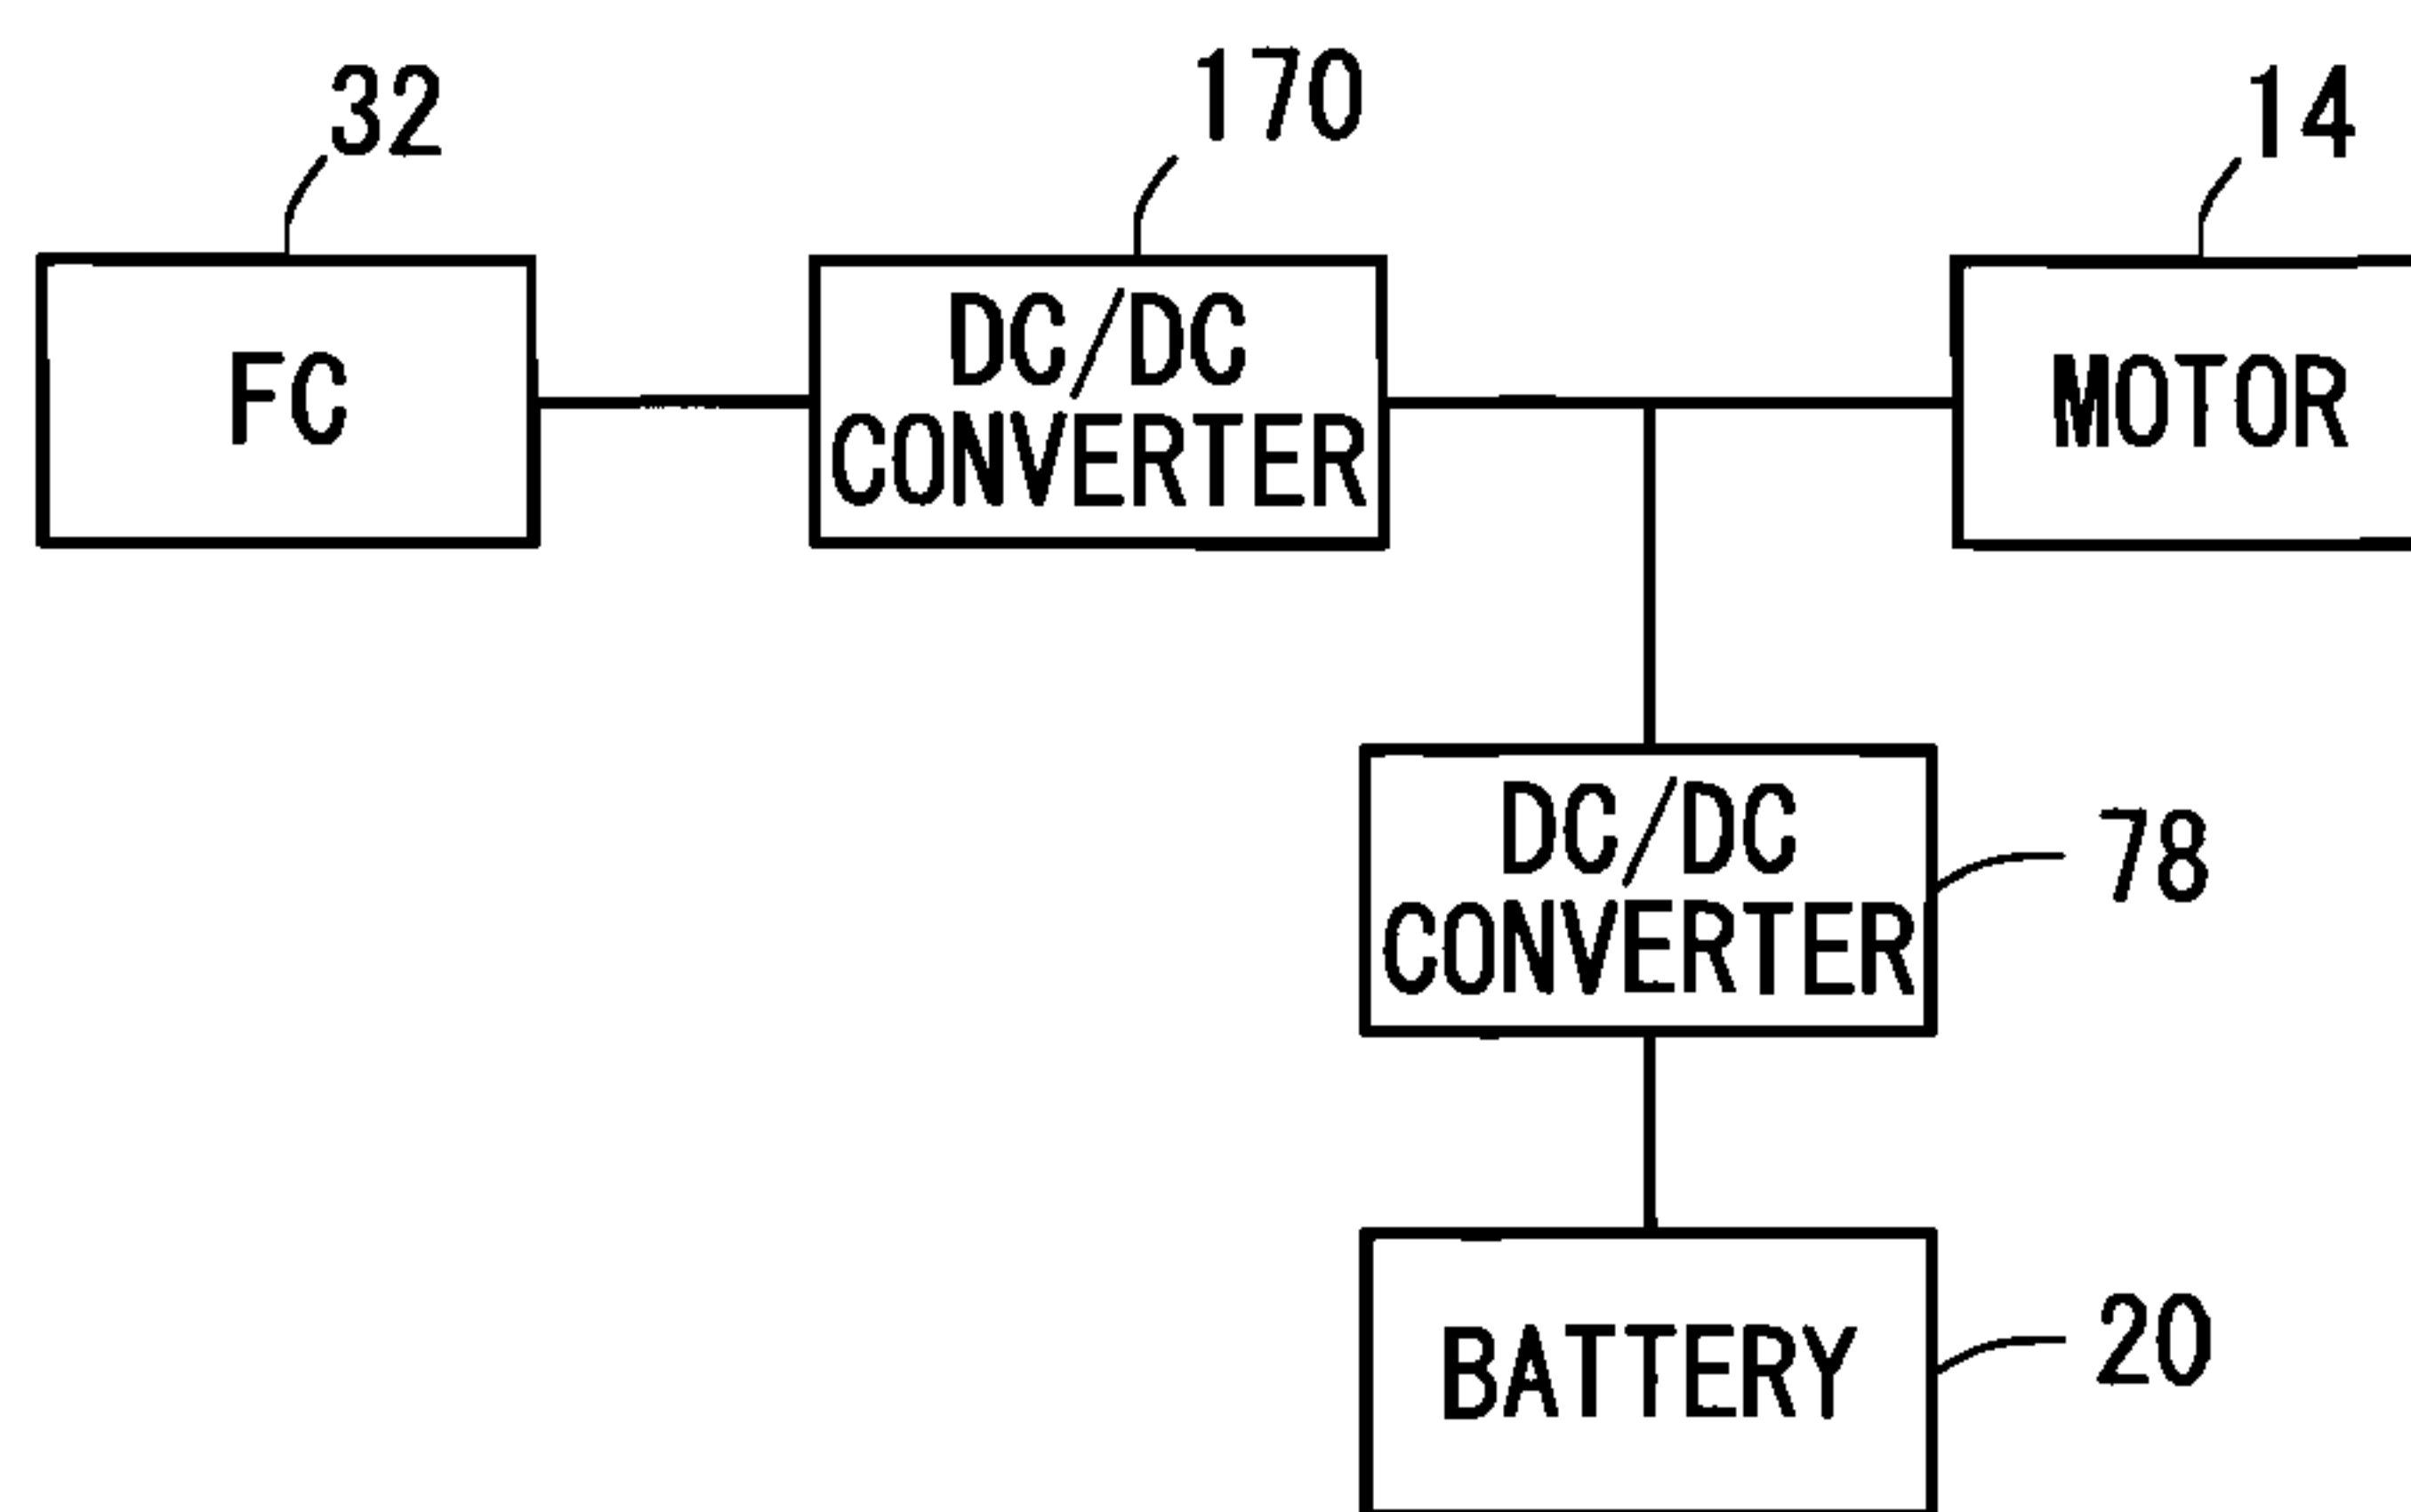 32
170
14
FC
DC/DC
CONVERTER
MOTOR
DC/DC
CONVERTER
78
BATTERY
20